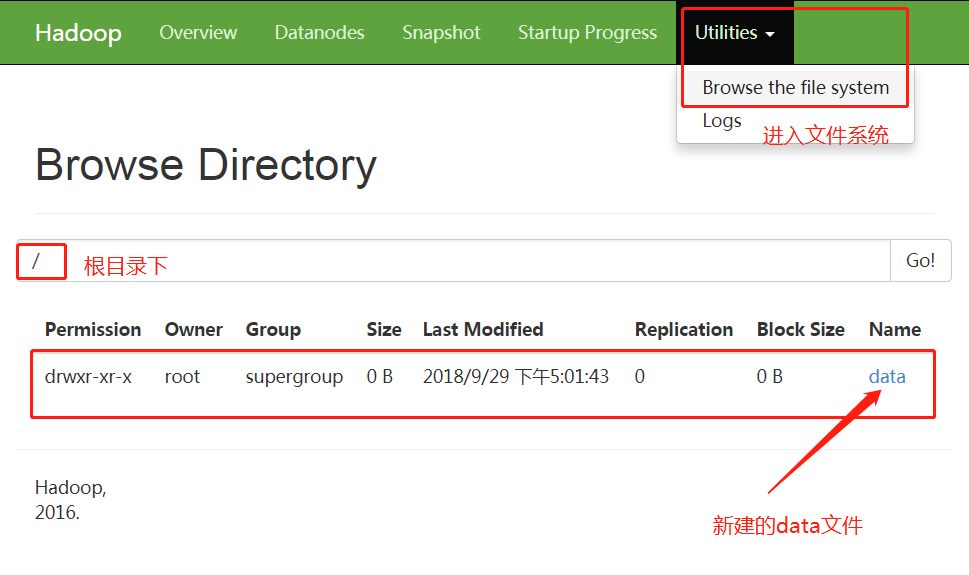 Hadoop Overview Datanodes Snapshot Startup Progress Utilities
Browse the file system
Logs
进入文件系统
Browse Directory
/ 根目录下 Go!
Permission Owner Group Size Last Modified Replication Block Size Name
drwxr-xr-x root supergroup 0 B 2018/9/29 下午5:01:43 0 0 B data
Hadoop,
2016.
新建的data文件